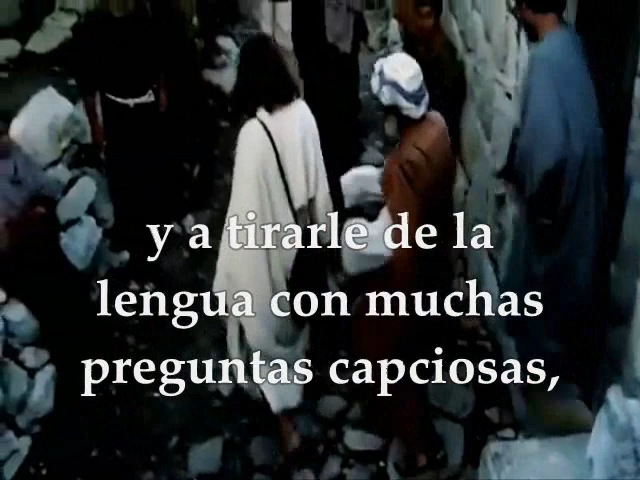 y a tirarle de la
lengua con muchas
preguntas capciosas,